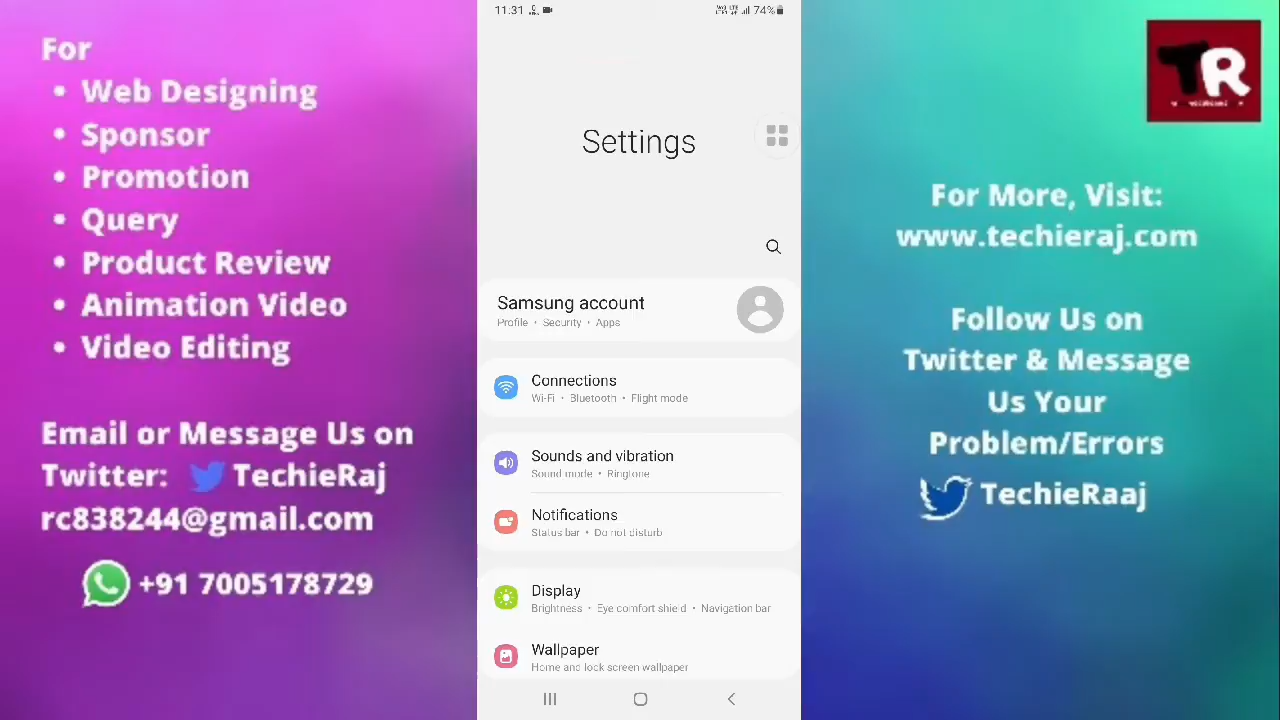 For
• Web Designing
• Sponsor
• Promotion
• Query
• Product Review
• Animation Video
• Video Editing
Email or Message Us on
Twitter: TechieRaj
rc838244@gmail.com
+91 7005178729
11.31
74%
Settings
Samsung account
Profile • Security • Apps
Connections
Wi-Fi • Bluetooth • Flight mode
Sounds and vibration
Sound mode • Ringtone
Notifications
Status bar • Do not disturb
Display
Brightness • Eye comfort shield • Navigation bar
Wallpaper
Home and lock screen wallpaper
TR
For More, Visit:
www.techieraj.com
Follow Us on
Twitter & Message
Us Your
Problem/Errors
TechieRaaj